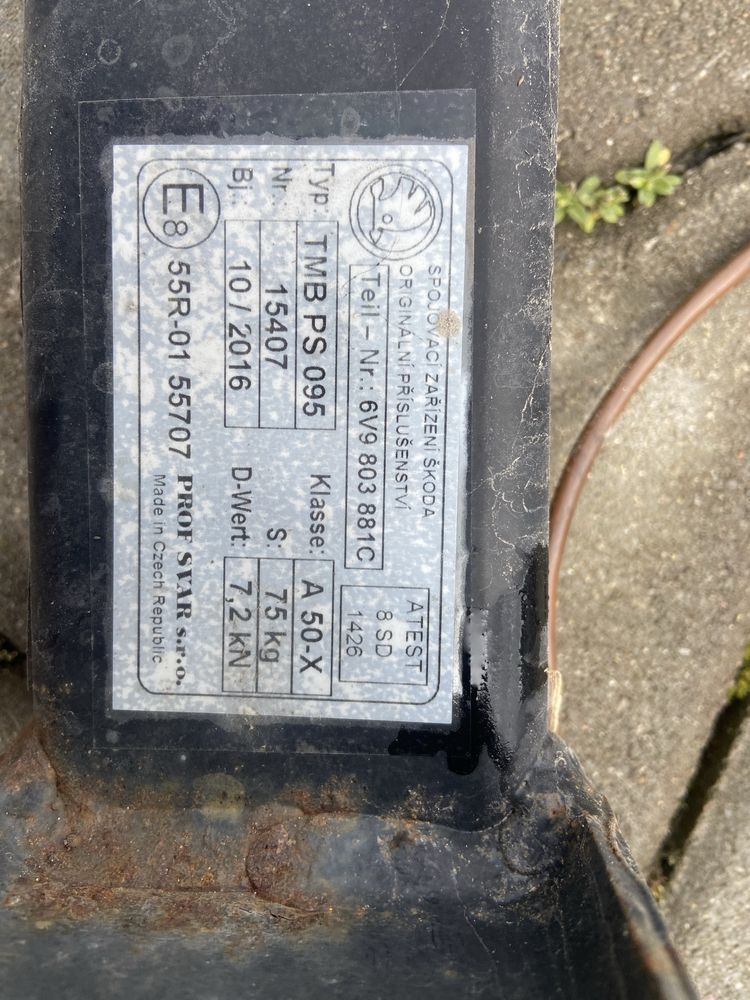 SPOJOVACÍ ZAŘÍZENÍ ŠKODA
ORIGINÁLNÍ PŘÍSLUŠENSTVÍ
Teil – Nr.: 6V9 803 881C
ATEST
8 SD
1426
Typ: TMB PS 095 Klasse: A 50-X
Nr.: 15407 S: 75 kg
Bj.: 10 / 2016 D-Wert: 7,2 kN
E8 55R-01 55707 PROF SVAR s.r.o.
Made in Czech Republic